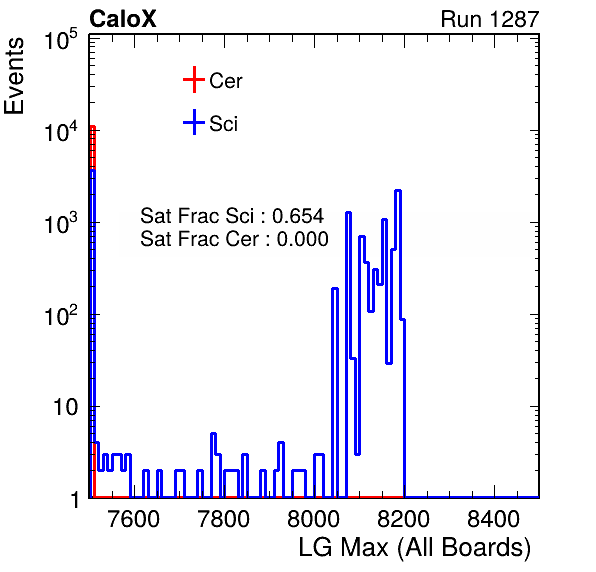 CaloX Run 1287
Events
10^5
10^4
10^3
10^2
10
1
Cer
Sci
Sat Frac Sci : 0.654
Sat Frac Cer : 0.000
7600 7800 8000 8200 8400
LG Max (All Boards)